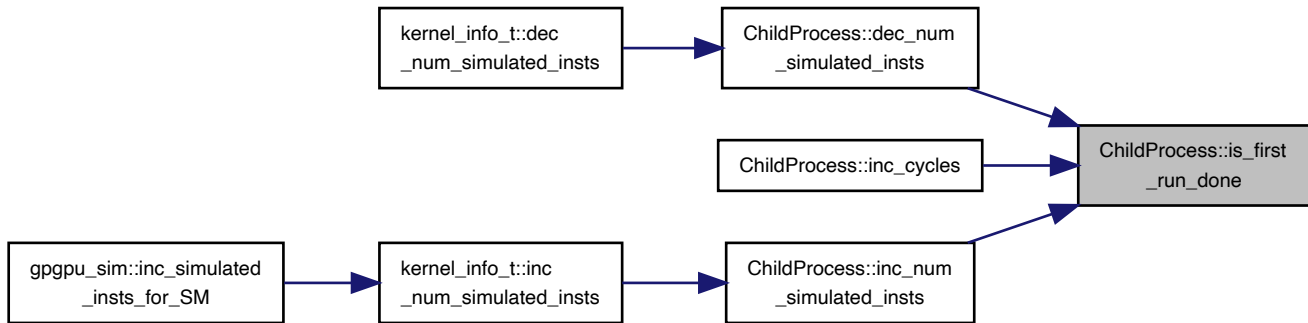 kernel_info_t::dec
_num_simulated_insts
ChildProcess::dec_num
_simulated_insts
ChildProcess::is_first
_run_done
ChildProcess::inc_cycles
gpgpu_sim::inc_simulated
_insts_for_SM
kernel_info_t::inc
_num_simulated_insts
ChildProcess::inc_num
_simulated_insts